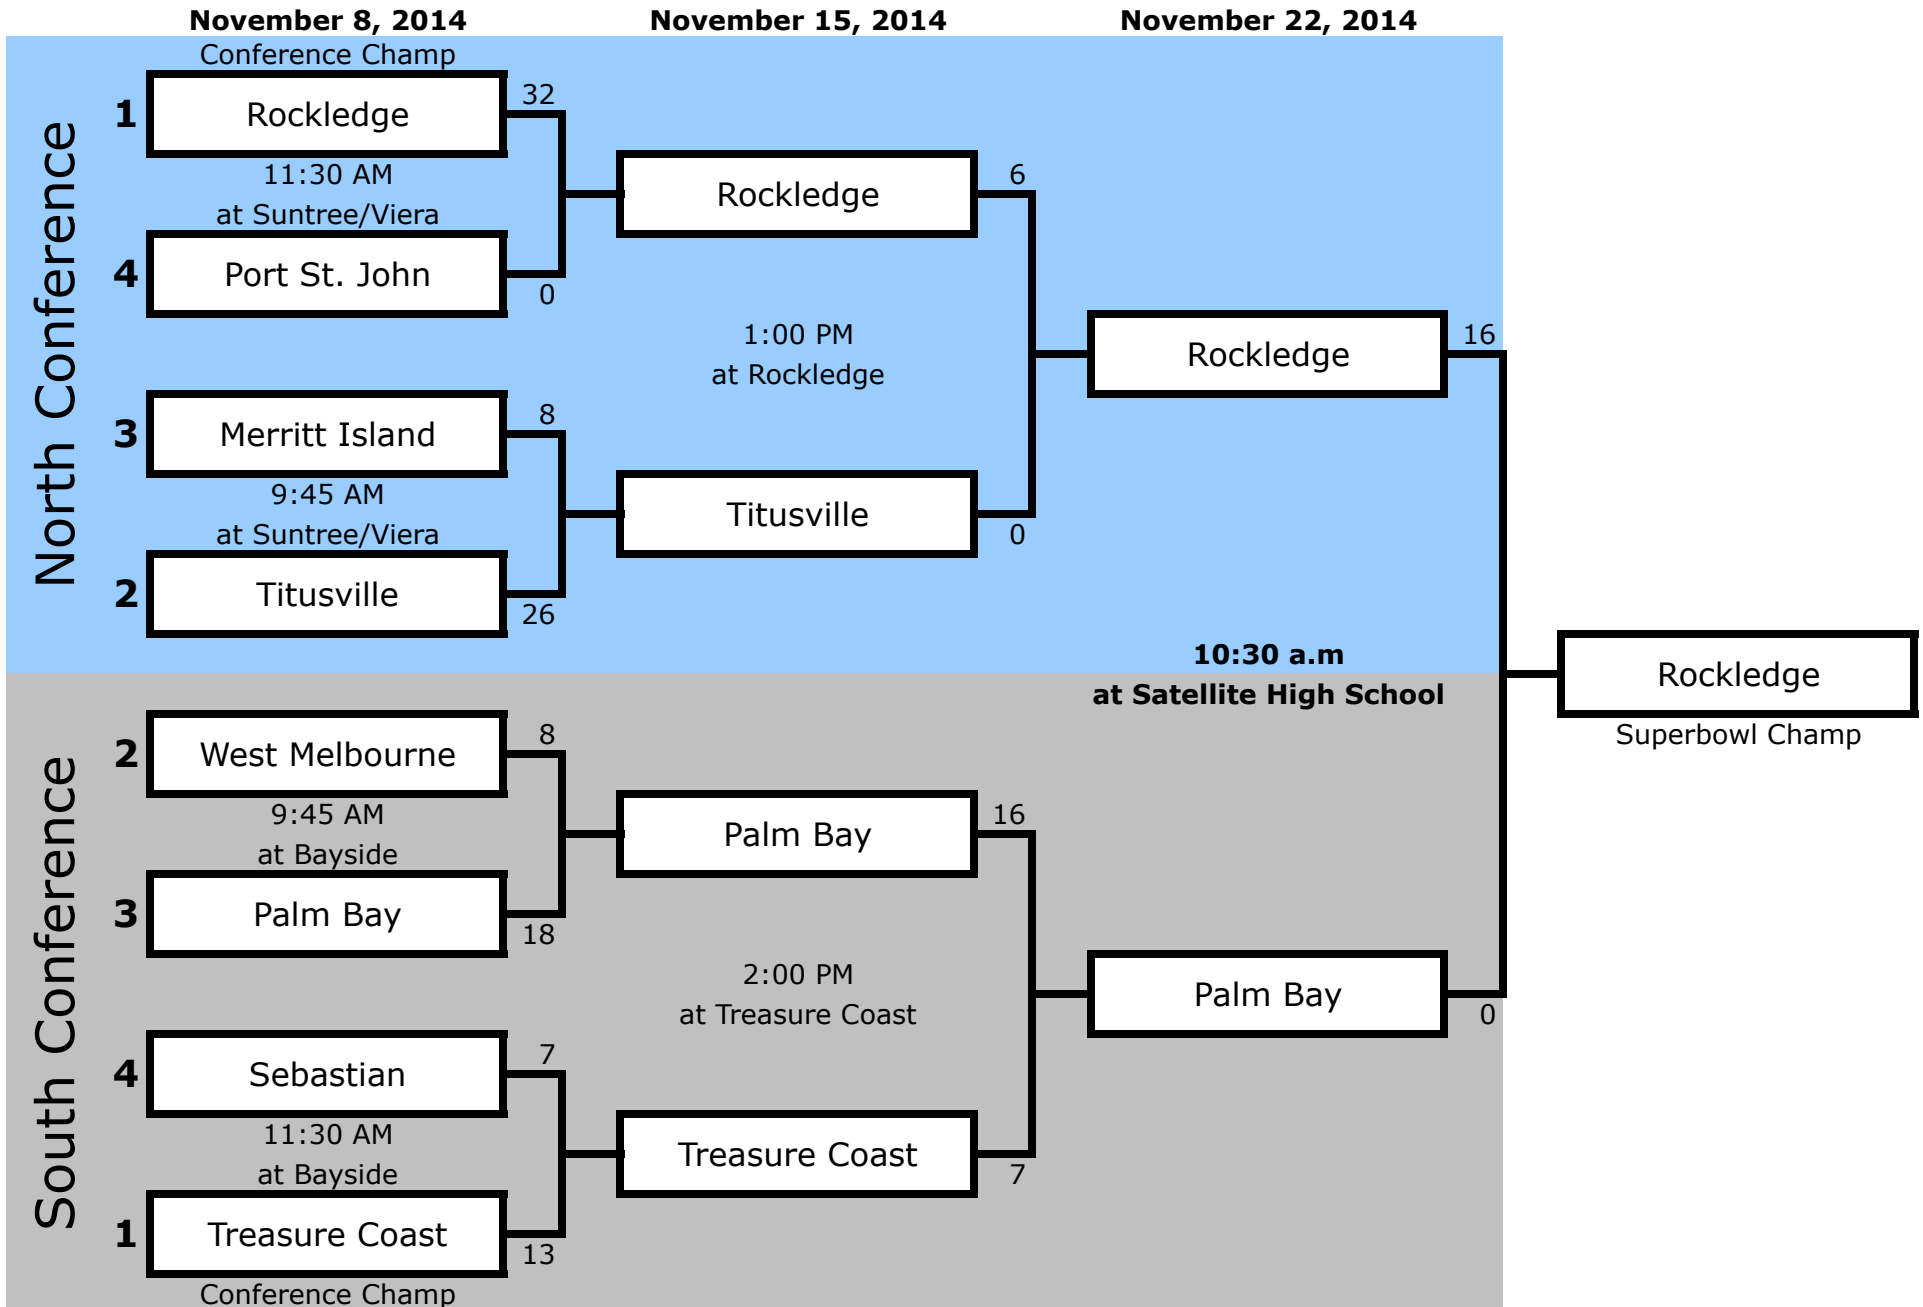 November 8, 2014
November 15, 2014
November 22, 2014
North Conference
Conference Champ
1
Rockledge
32
11:30 AM
at Suntree/Viera
4
Port St. John
0
3
Merritt Island
8
9:45 AM
at Suntree/Viera
2
Titusville
26
Rockledge
6
1:00 PM
at Rockledge
Titusville
0
Rockledge
16
10:30 a.m
at Satellite High School
Rockledge
Superbowl Champ
South Conference
2
West Melbourne
8
9:45 AM
at Bayside
3
Palm Bay
18
4
Sebastian
7
11:30 AM
at Bayside
1
Treasure Coast
13
Conference Champ
Palm Bay
16
2:00 PM
at Treasure Coast
Treasure Coast
7
Palm Bay
0